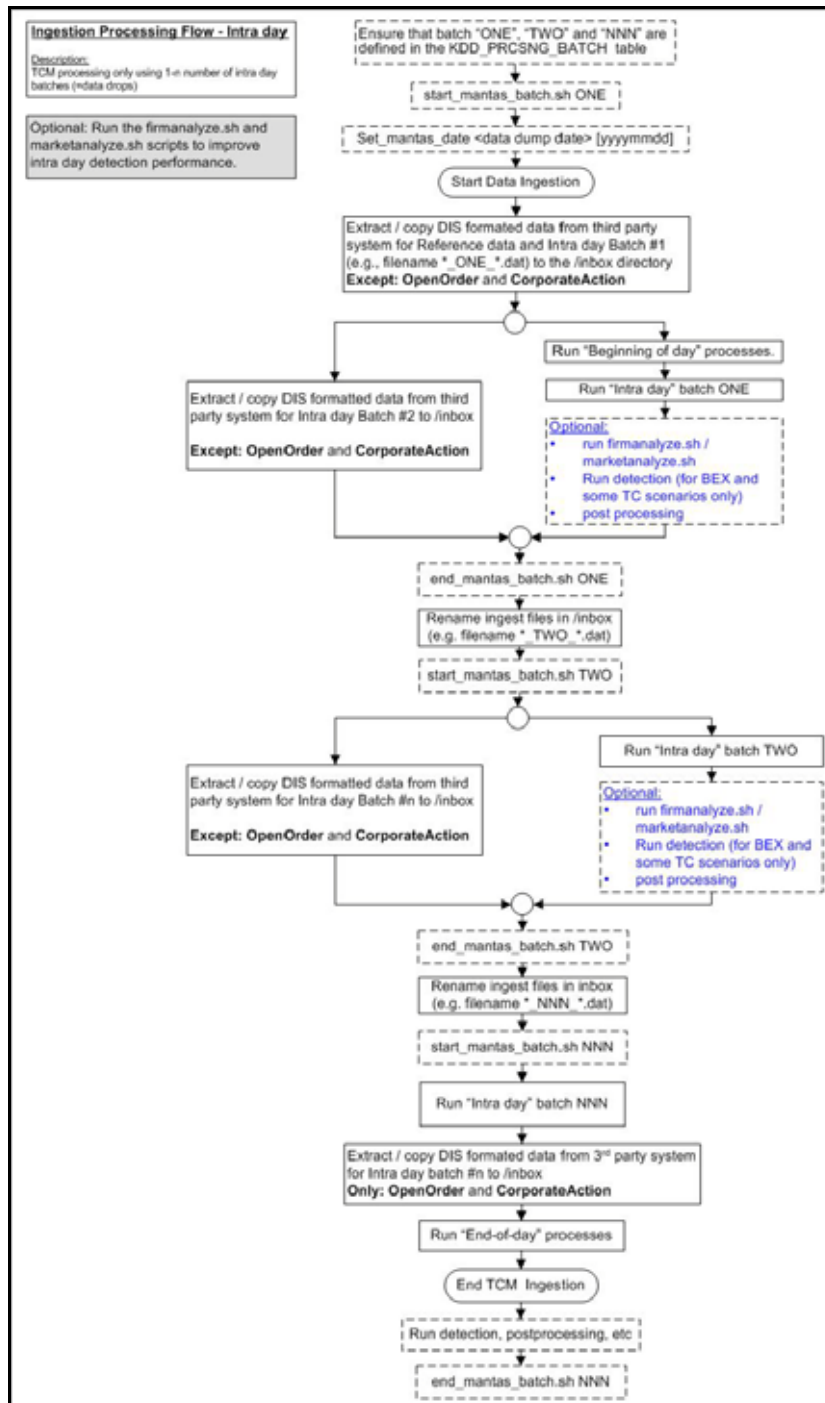 Ingestion Processing Flow - Intra day
Description:
TCM processing only using 1-n number of intra day
batches (=data drops)
Optional: Run the firmanalyze.sh and
marketanalyze.sh scripts to improve
intra day detection performance.
Ensure that batch "ONE", "TWO" and "NNN" are
defined in the KDD_PRCSNG_BATCH table
start_mantas_batch.sh ONE
Set_mantas_date <data dump date> [yyyymmdd]
Start Data Ingestion
Extract / copy DIS formated data from third party
system for Reference data and Intra day Batch #1
(e.g., filename *_ONE_*.dat) to the /inbox directory
Except: OpenOrder and CorporateAction
Run "Beginning of day" processes.
Run "Intra day" batch ONE
Extract / copy DIS formatted data from third
party system for Intra day Batch #2 to /inbox
Except: OpenOrder and CorporateAction
Optional:
• run firmanalyze.sh /
marketanalyze.sh
• Run detection (for BEX and
some TC scenarios only)
• post processing
end_mantas_batch.sh ONE
Rename ingest files in /inbox
(e.g. filename *_TWO_*.dat)
start_mantas_batch.sh TWO
Run "Intra day" batch TWO
Extract / copy DIS formatted data from third
party system for Intra day Batch #n to /inbox
Except: OpenOrder and CorporateAction
Optional:
• run firmanalyze.sh /
marketanalyze.sh
• Run detection (for BEX and
some TC scenarios only)
• post processing
end_mantas_batch.sh TWO
Rename ingest files in inbox
(e.g. filename *_NNN_*.dat)
start_mantas_batch.sh NNN
Run "Intra day" batch NNN
Extract / copy DIS formated data from 3rd party system
for Intra day batch #n to /inbox
Only: OpenOrder and CorporateAction
Run "End-of-day" processes
End TCM Ingestion
Run detection, postprocessing, etc
end_mantas_batch.sh NNN